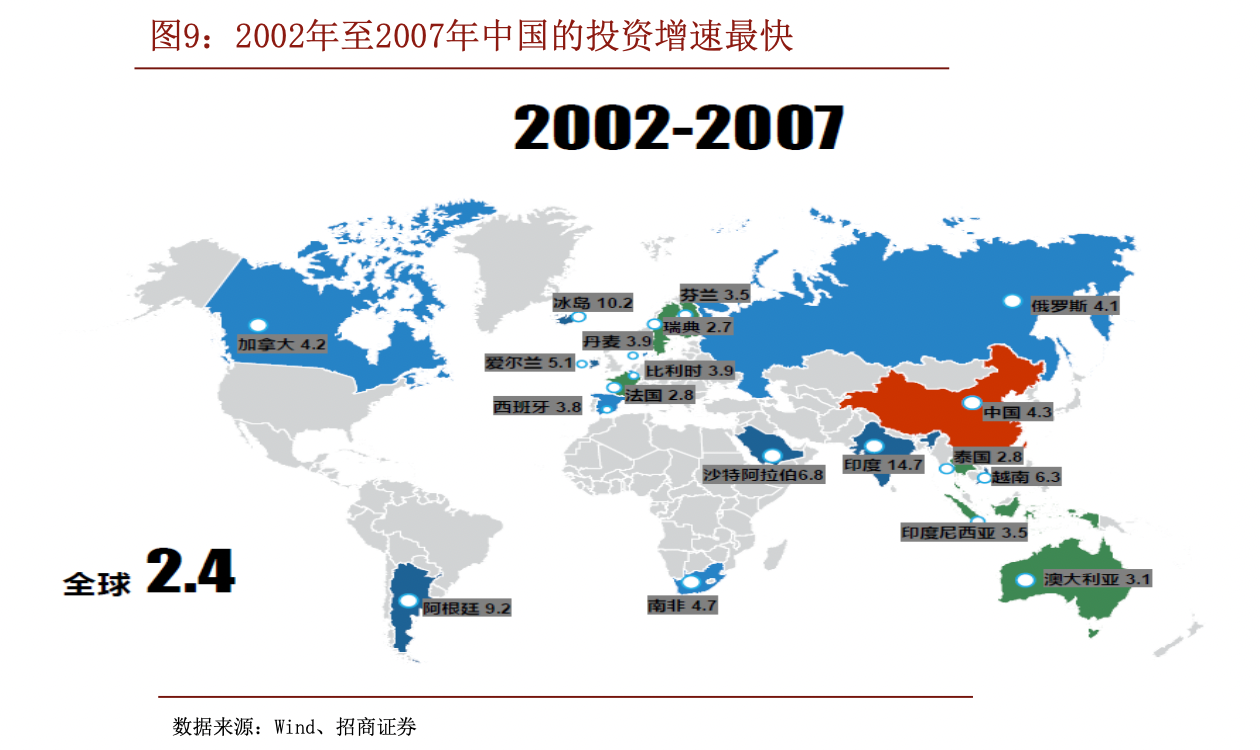 图9：2002年至2007年中国的投资增速最快
2002-2007
冰岛 10.2
芬兰 3.5
俄罗斯 4.1
瑞典 2.7
加拿大 4.2
丹麦 3.9
爱尔兰 5.1
比利时 3.9
法国 2.8
西班牙 3.8
中国 4.3
泰国 2.8
印度 14.7
沙特阿拉伯6.8
越南 6.3
印度尼西亚 3.5
全球 2.4
澳大利亚 3.1
南非 4.7
阿根廷 9.2
数据来源：Wind、招商证券